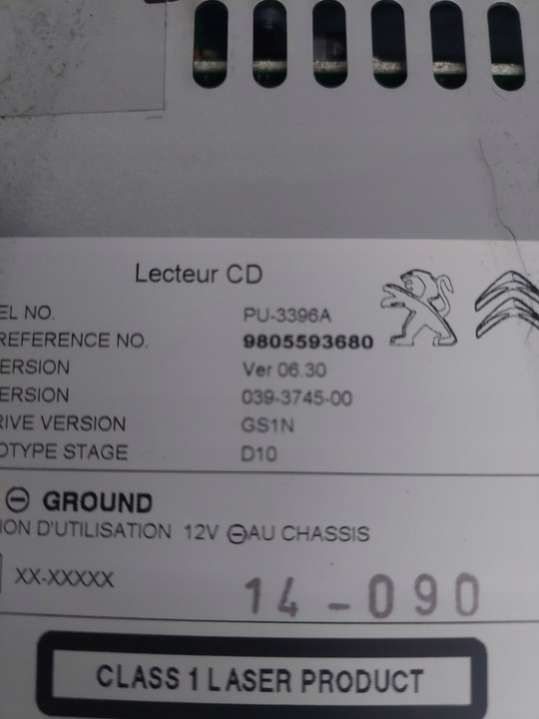 Lecteur CD
EL NO. PU-3396A
REFERENCE NO. 9805593680
ERSION Ver 06.30
ERSION 039-3745-00
RIVE VERSION GS1N
OTYPE STAGE D10
⊖ GROUND
ION D'UTILISATION 12V ⊖AU CHASSIS
XX-XXXXX
14-090
CLASS 1 LASER PRODUCT